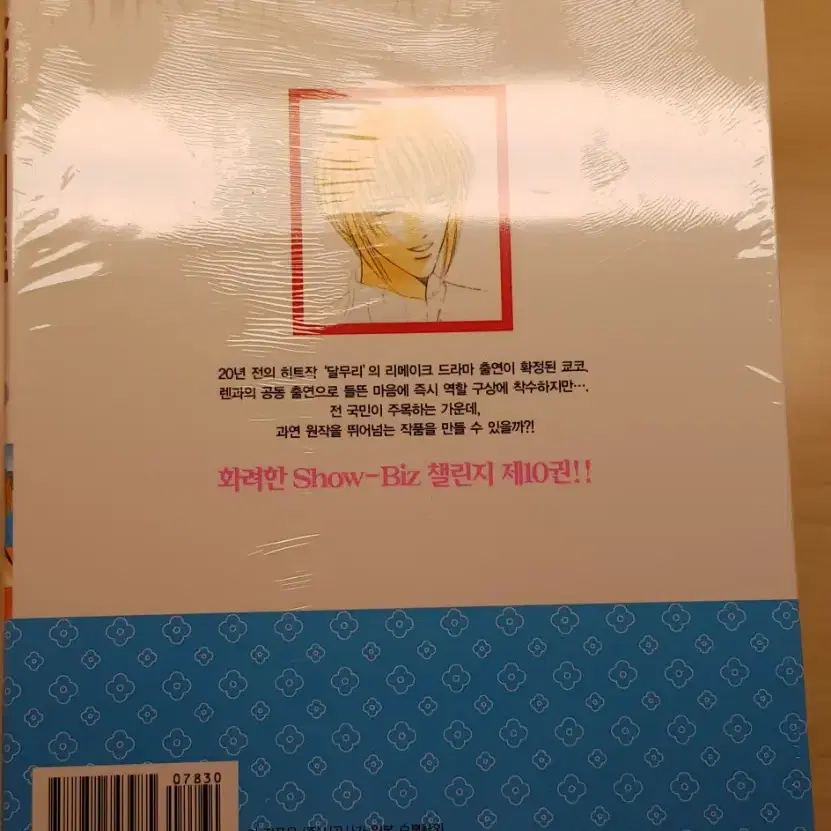 20년 전의 히트작 '달무리'의 리메이크 드라마 출연이 확정된 쿄코.
렌과의 공동 출연으로 들뜬 마음에 즉시 역할 구상에 착수하지만….
전 국민이 주목하는 가운데,
과연 원작을 뛰어넘는 작품을 만들 수 있을까?!
화려한 Show-Biz 챌린지 제10권!!
07830